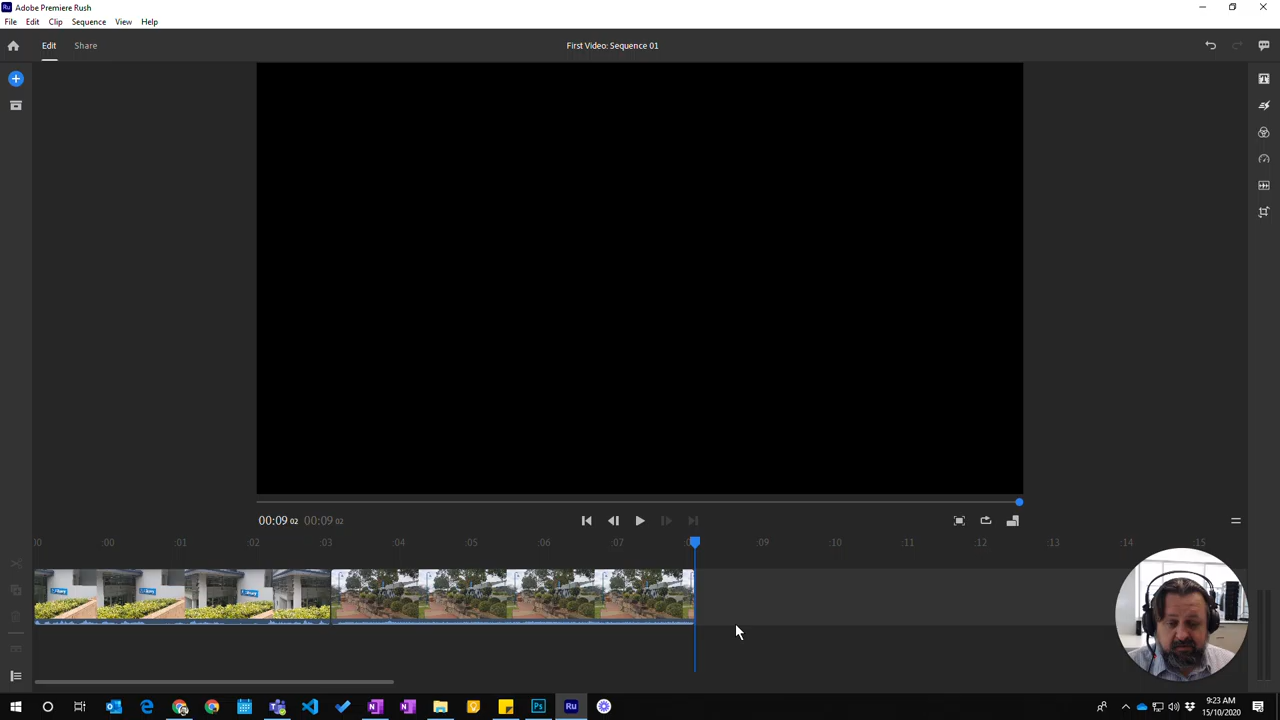 Adobe Premiere Rush
File Edit Clip Sequence View Help
Edit Share First Video: Sequence 01
00:09 02 00:09 02
:00 :01 :02 :03 :04 :05 :06 :07 :09 :10 :11 :12 :13 :14 :15
9:23 AM
15/10/2020